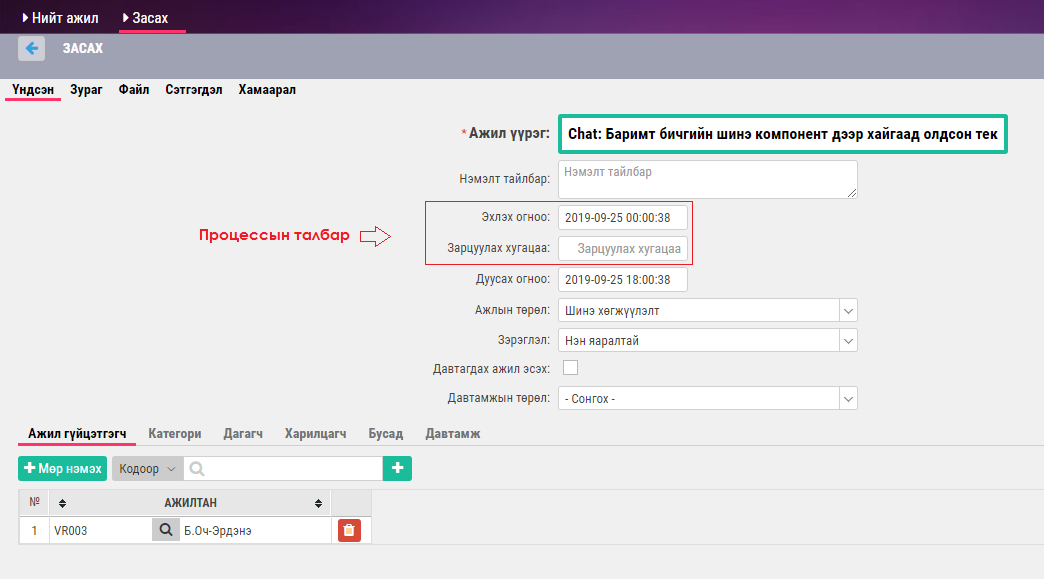 Нийт ажил Засах
ЗАСАХ
Үндсэн Зураг Файл Сэтгэгдэл Хамаарал
*Ажил үүрэг: Chat: Баримт бичгийн шинэ компонент дээр хайгаад олдсон тек
Нэмэлт тайлбар: Нэмэлт тайлбар
Процессын талбар
Эхлэх огноо: 2019-09-25 00:00:38
Зарцуулах хугацаа: Зарцуулах хугацаа
Дуусах огноо: 2019-09-25 18:00:38
Ажлын төрөл: Шинэ хөгжүүлэлт
Зэрэглэл: Нэн яаралтай
Давтагдах ажил эсэх:
Давтамжын төрөл: - Сонгох -
Ажил гүйцэтгэгч Категори Дагагч Харилцагч Бусад Давтамж
Мөр нэмэх Кодоор
№ АЖИЛТАН
1 VR003 Б.Оч-Эрдэнэ